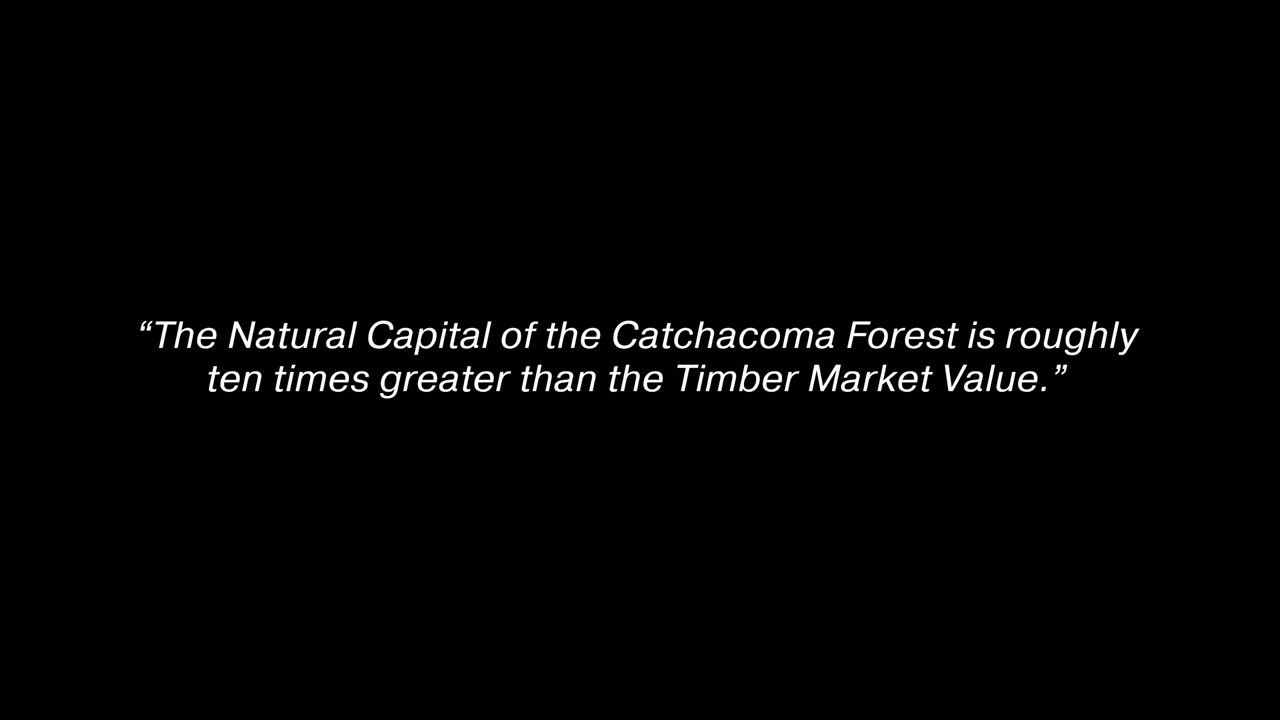 “The Natural Capital of the Catchacoma Forest is roughly
ten times greater than the Timber Market Value.”